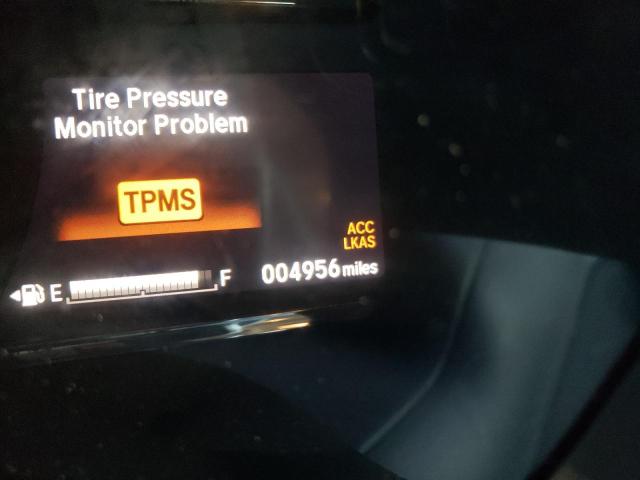 Tire Pressure
Monitor Problem
TPMS
ACC
LKAS
004956 miles
E F